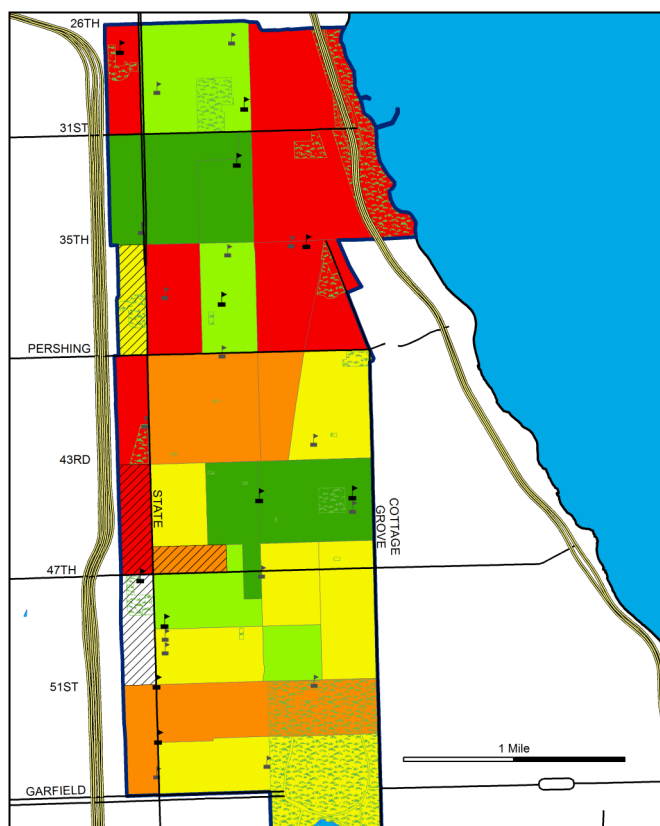 26TH
31ST
35TH
PERSHING
43RD
STATE
COTTAGE
GROVE
47TH
51ST
1 Mile
GARFIELD